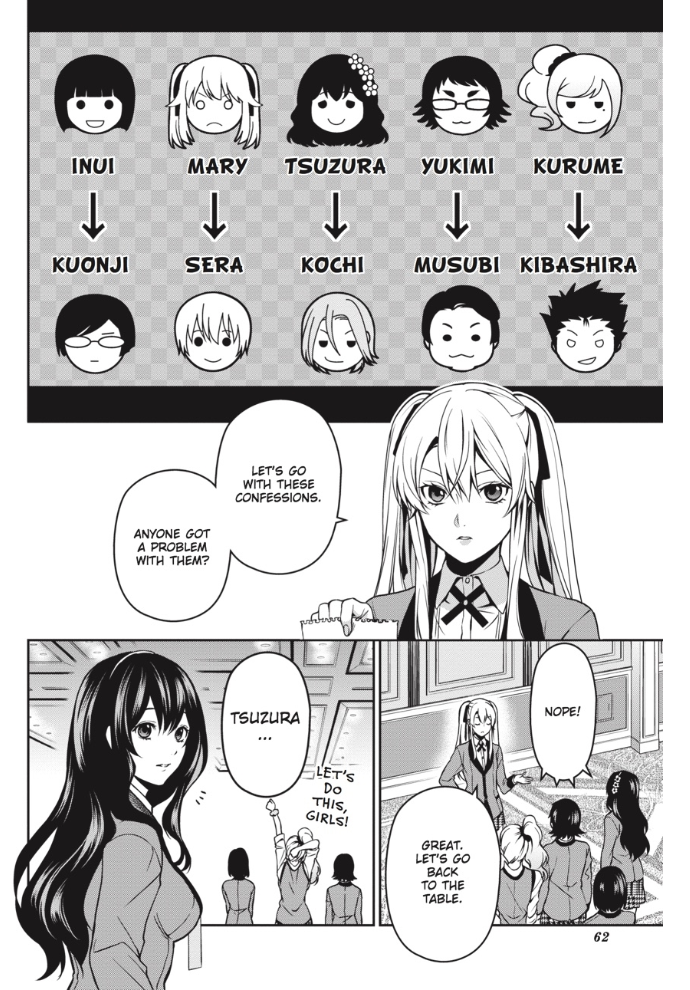 INUI MARY TSUZURA YUKIMI KURUME
KUONJI SERA KOCHI MUSUBI KIBASHIRA
LET'S GO
WITH THESE
CONFESSIONS.
ANYONE GOT
A PROBLEM
WITH THEM?
NOPE!
GREAT.
LET'S GO
BACK
TO THE
TABLE.
LET'S
DO
THIS,
GIRLS!
TSUZURA
...
62